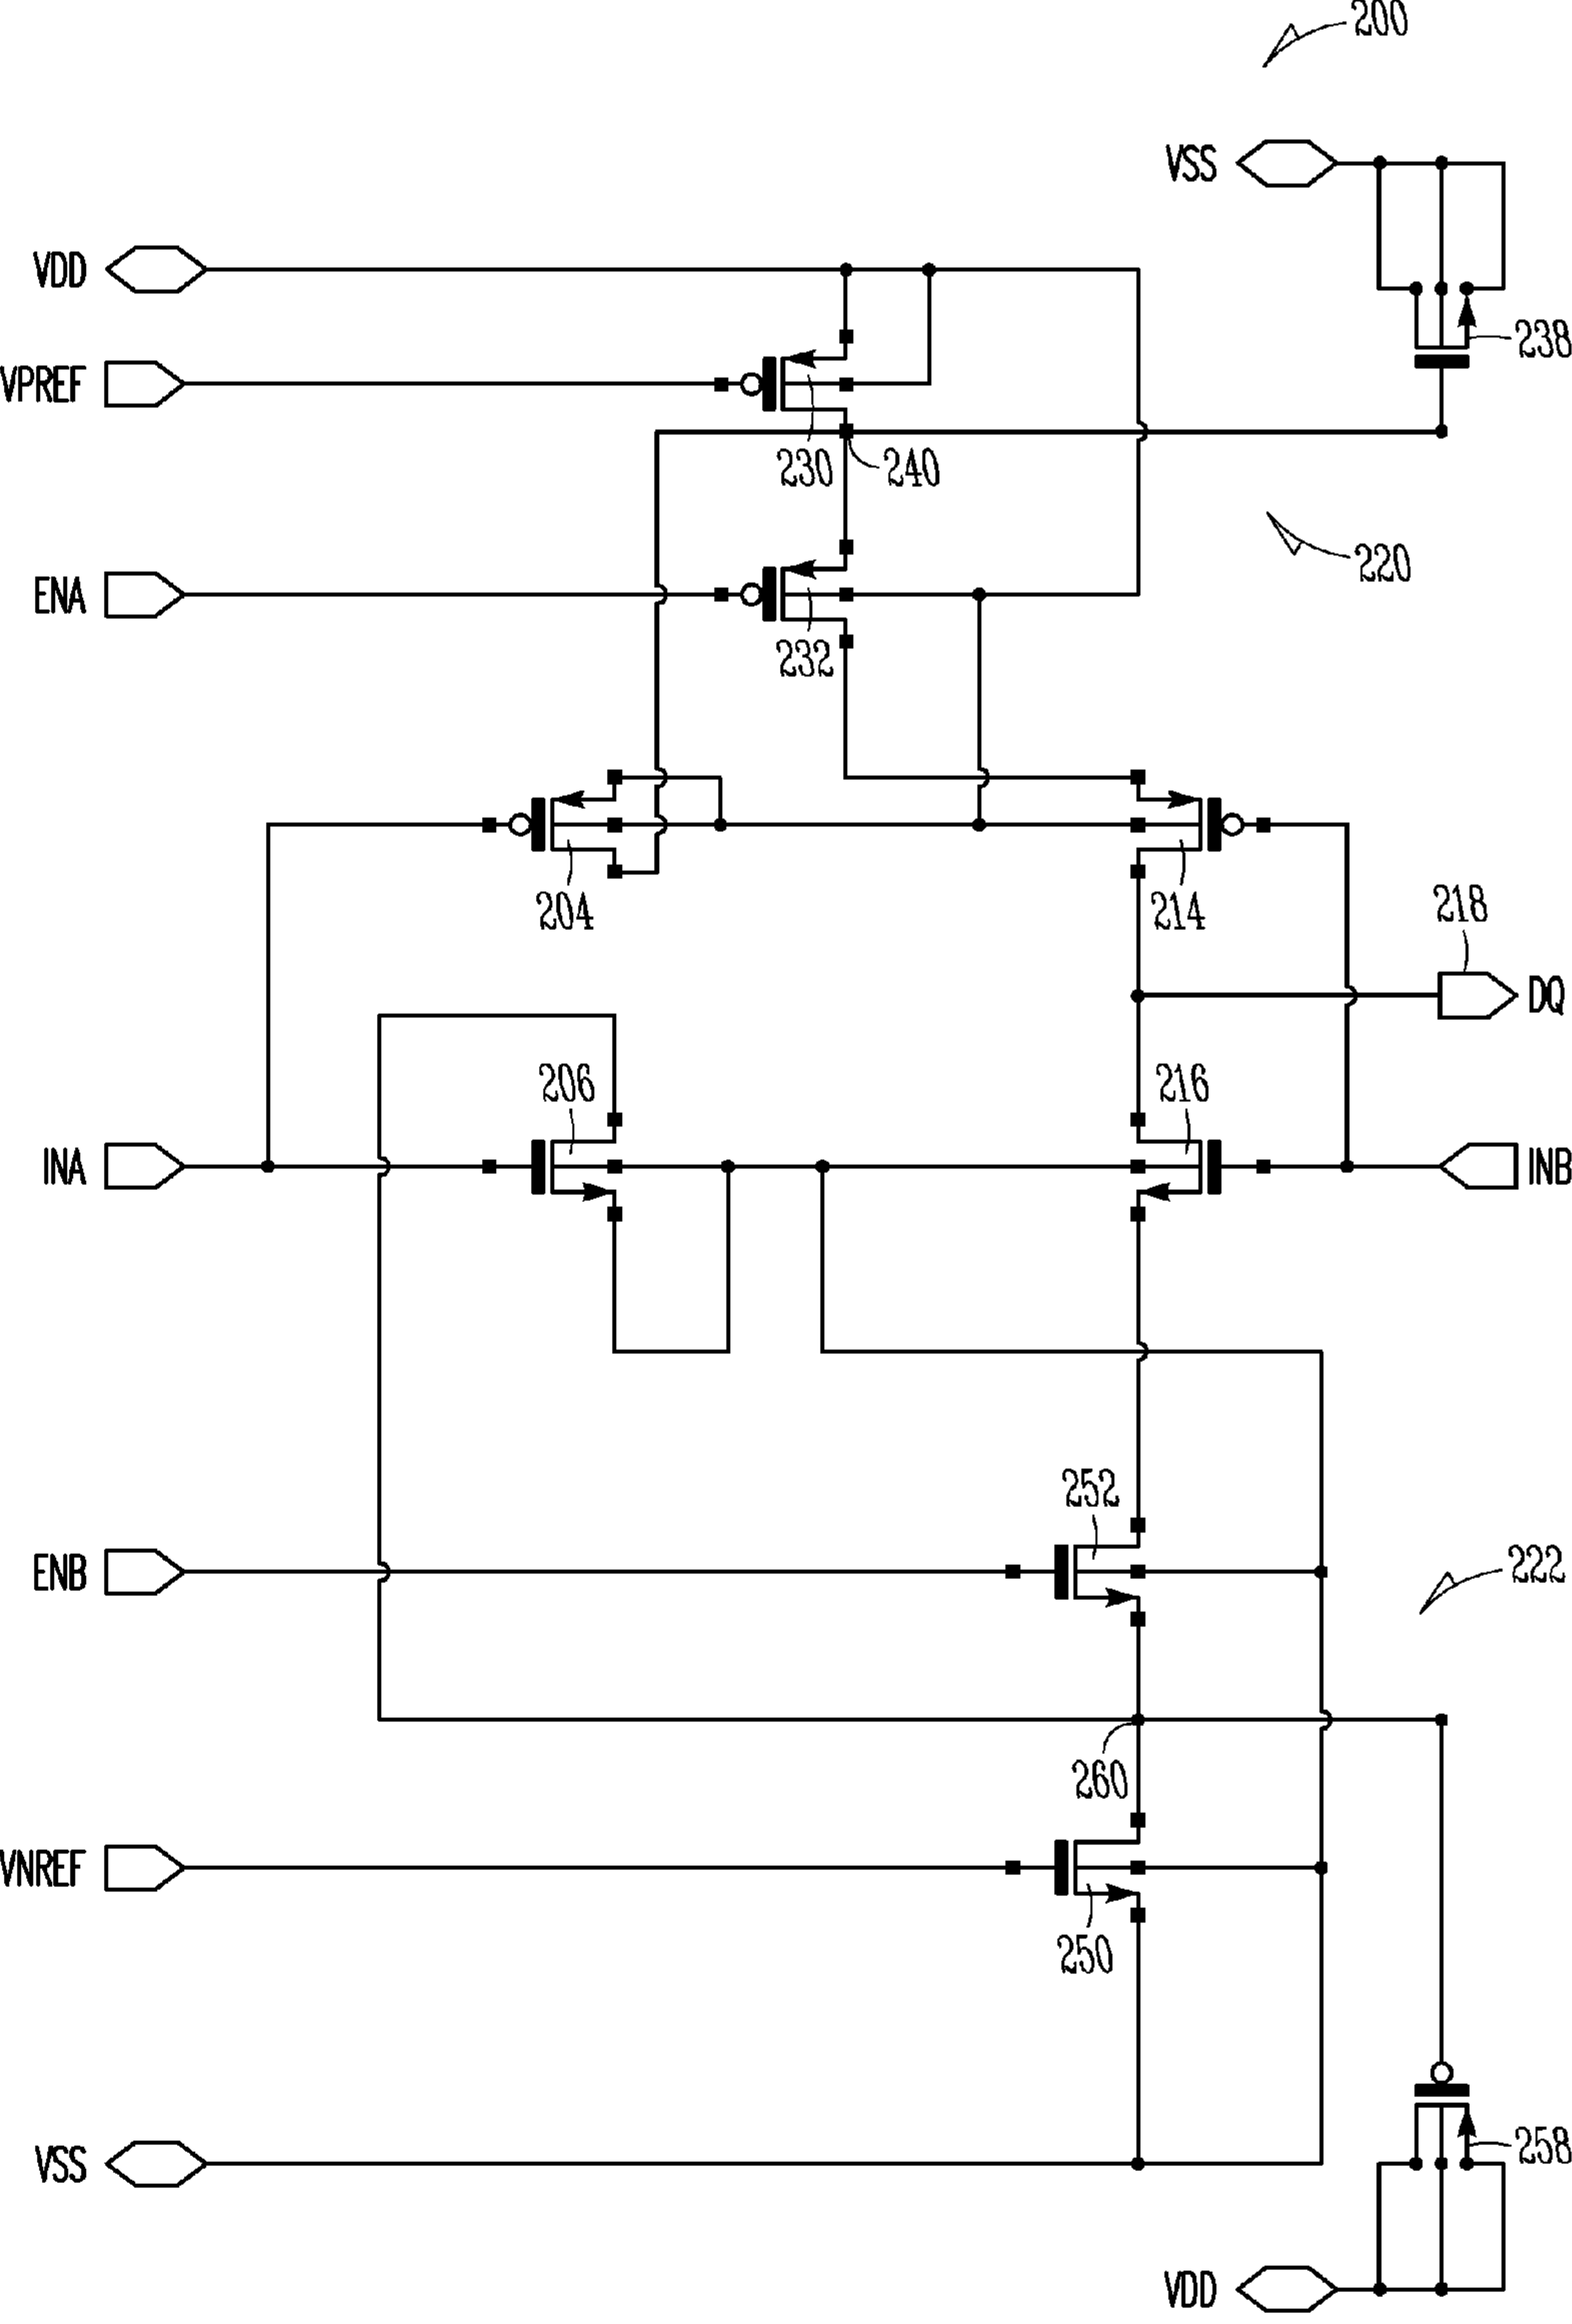 200
VSS
VDD
238
VPREF
230
240
220
ENA
232
204
214
218
DQ
206
216
INA
INB
252
222
ENB
260
VNREF
250
258
VSS
VDD